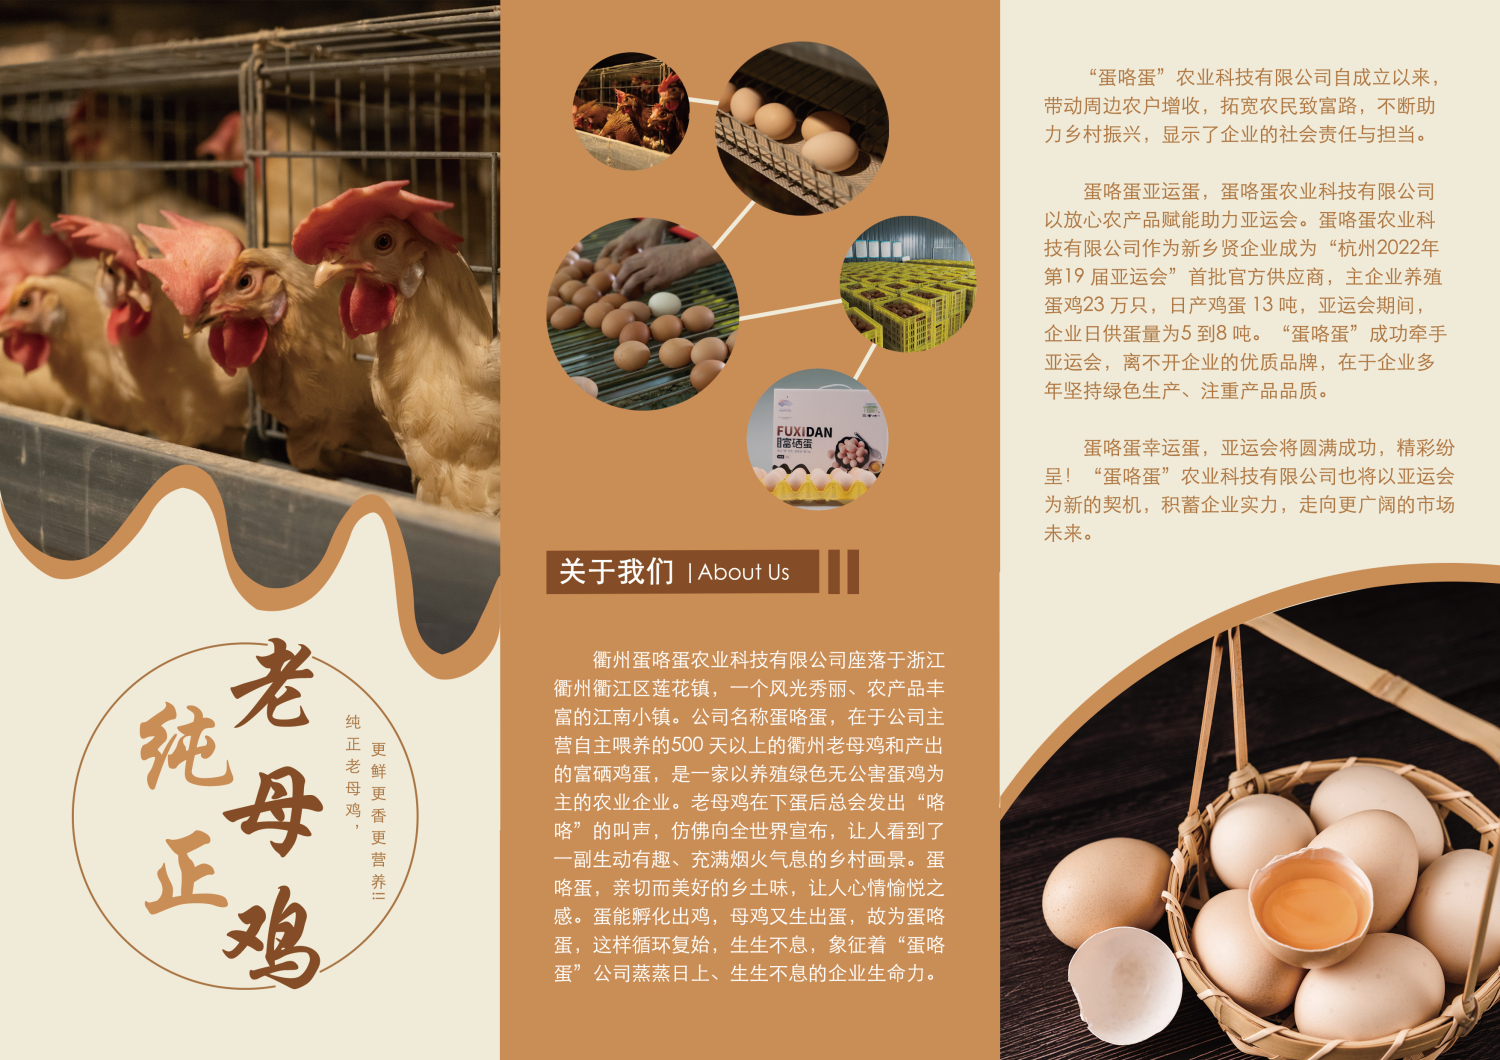 纯正
老母鸡
纯正老母鸡，
更鲜更香更营养!!
FUXIDAN
富硒蛋
关于我们 | About Us
衢州蛋咯蛋农业科技有限公司座落于浙江
衢州衢江区莲花镇，一个风光秀丽、农产品丰
富的江南小镇。公司名称蛋咯蛋，在于公司主
营自主喂养的500 天以上的衢州老母鸡和产出
的富硒鸡蛋，是一家以养殖绿色无公害蛋鸡为
主的农业企业。老母鸡在下蛋后总会发出“咯
咯”的叫声，仿佛向全世界宣布，让人看到了
一副生动有趣、充满烟火气息的乡村画景。蛋
咯蛋，亲切而美好的乡土味，让人心情愉悦之
感。蛋能孵化出鸡，母鸡又生出蛋，故为蛋咯
蛋，这样循环复始，生生不息，象征着“蛋咯
蛋”公司蒸蒸日上、生生不息的企业生命力。
“蛋咯蛋”农业科技有限公司自成立以来，
带动周边农户增收，拓宽农民致富路，不断助
力乡村振兴，显示了企业的社会责任与担当。
蛋咯蛋亚运蛋，蛋咯蛋农业科技有限公司
以放心农产品赋能助力亚运会。蛋咯蛋农业科
技有限公司作为新乡贤企业成为“杭州2022年
第19 届亚运会”首批官方供应商，主企业养殖
蛋鸡23 万只，日产鸡蛋 13 吨，亚运会期间，
企业日供蛋量为5 到8 吨。“蛋咯蛋”成功牵手
亚运会，离不开企业的优质品牌，在于企业多
年坚持绿色生产、注重产品品质。
蛋咯蛋幸运蛋，亚运会将圆满成功，精彩纷
呈！“蛋咯蛋”农业科技有限公司也将以亚运会
为新的契机，积蓄企业实力，走向更广阔的市场
未来。